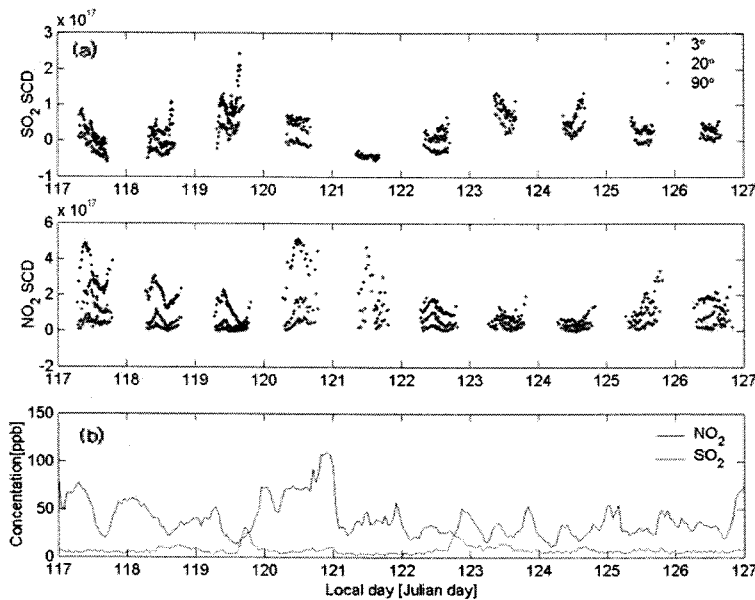 x 10^17
(a)
3°
20°
90°
SO₂ SCD
3
2
1
0
-1
117 118 119 120 121 122 123 124 125 126 127
x 10^17
NO₂ SCD
6
4
2
0
-2
117 118 119 120 121 122 123 124 125 126 127
(b)
NO₂
SO₂
Concentation[ppb]
150
100
50
0
117 118 119 120 121 122 123 124 125 126 127
Local day [Julian day]